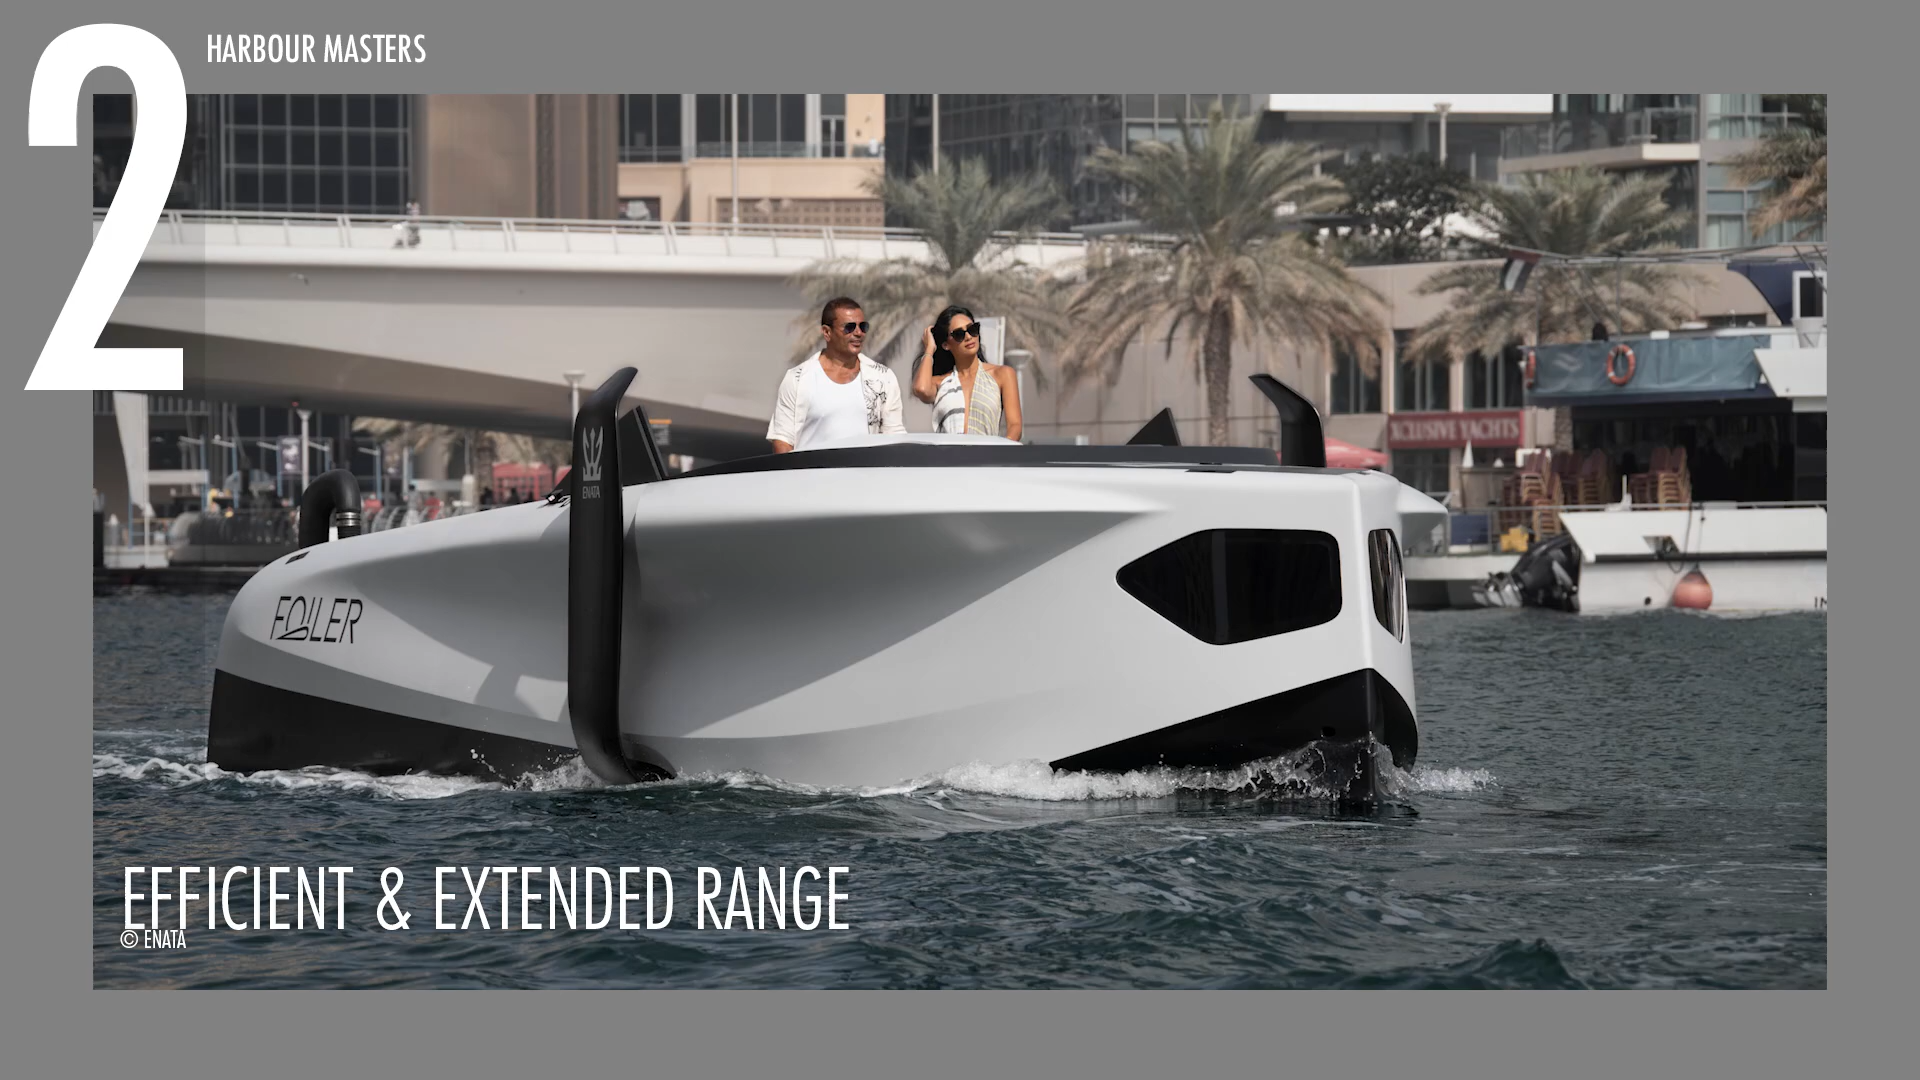 2
HARBOUR MASTERS
ENATA
XCLUSIVE YACHTS
FOILER
EFFICIENT & EXTENDED RANGE
© ENATA